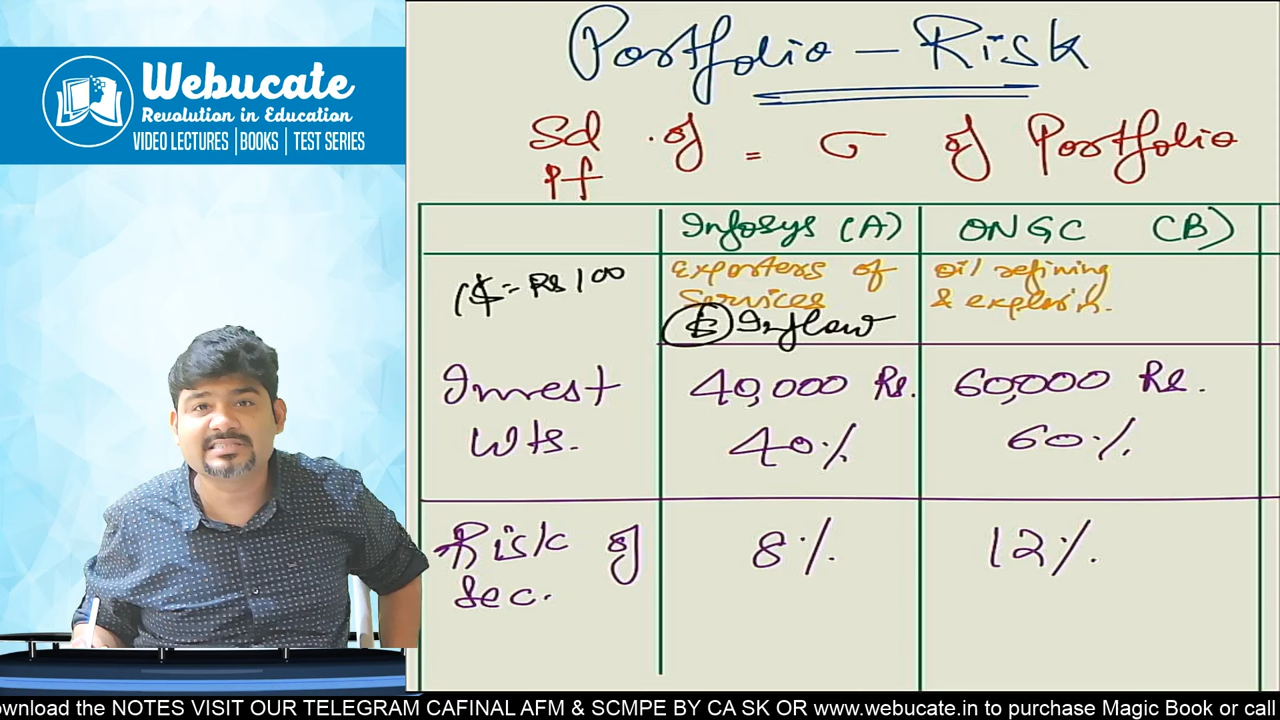 Webucate
Revolution in Education
VIDEO LECTURES | BOOKS | TEST SERIES
Portfolio - Risk
Sd of Pf = σ of Portfolio
Infosys (A) ONGC (B)
1$ = Rs 100
Exporters of Services
$ Inflow
Oil refining
Invest 40,000 Rs. 60,000 Rs.
Wts. 40% 60%
Risk of Sec. 8% 12%
ownload the NOTES VISIT OUR TELEGRAM CAFINAL AFM & SCMPE BY CA SK OR www.webucate.in to purchase Magic Book or call